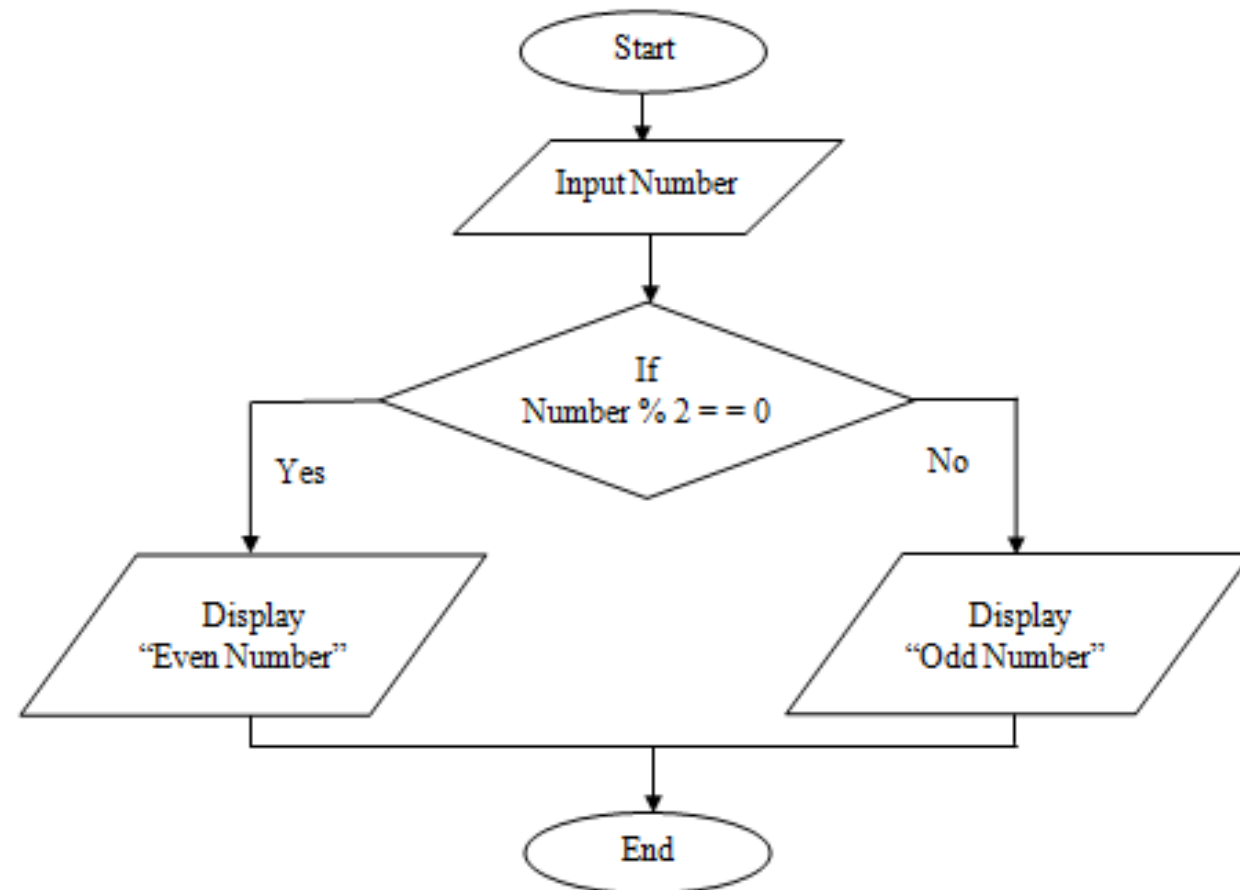 Start
Input Number
If
Number % 2 = = 0
Yes
No
Display
“Even Number”
Display
“Odd Number”
End